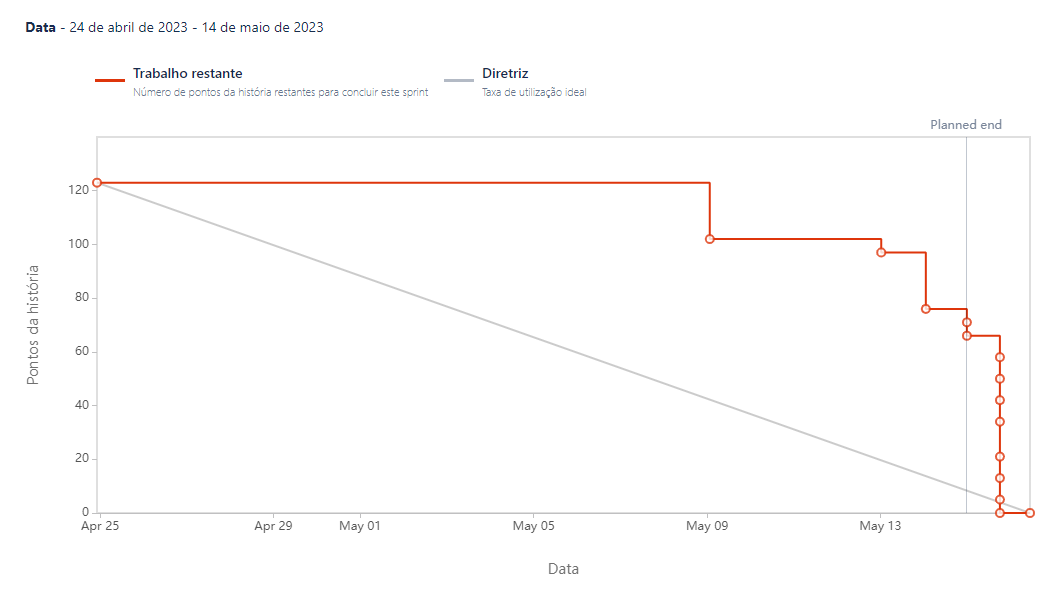 Data - 24 de abril de 2023 - 14 de maio de 2023
Trabalho restante
Número de pontos da história restantes para concluir este sprint
Diretriz
Taxa de utilização ideal
Planned end
120
100
80
60
40
20
0
Pontos da história
Apr 25 Apr 29 May 01 May 05 May 09 May 13
Data